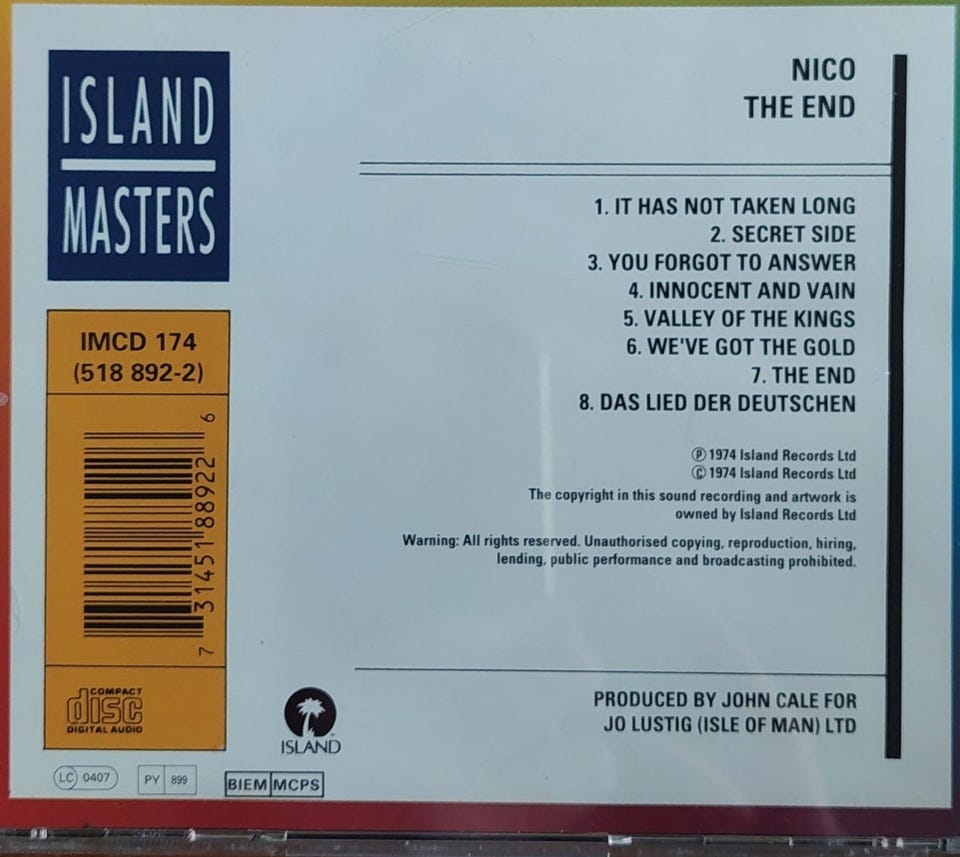 ISLAND
MASTERS
IMCD 174
(518 892-2)
7 31451 88922 6
COMPACT
disc
DIGITAL AUDIO
LC 0407
PY 899
BIEM MCPS
ISLAND
NICO
THE END
1. IT HAS NOT TAKEN LONG
2. SECRET SIDE
3. YOU FORGOT TO ANSWER
4. INNOCENT AND VAIN
5. VALLEY OF THE KINGS
6. WE'VE GOT THE GOLD
7. THE END
8. DAS LIED DER DEUTSCHEN
Ⓟ 1974 Island Records Ltd
© 1974 Island Records Ltd
The copyright in this sound recording and artwork is
owned by Island Records Ltd
Warning: All rights reserved. Unauthorised copying, reproduction, hiring,
lending, public performance and broadcasting prohibited.
PRODUCED BY JOHN CALE FOR
JO LUSTIG (ISLE OF MAN) LTD